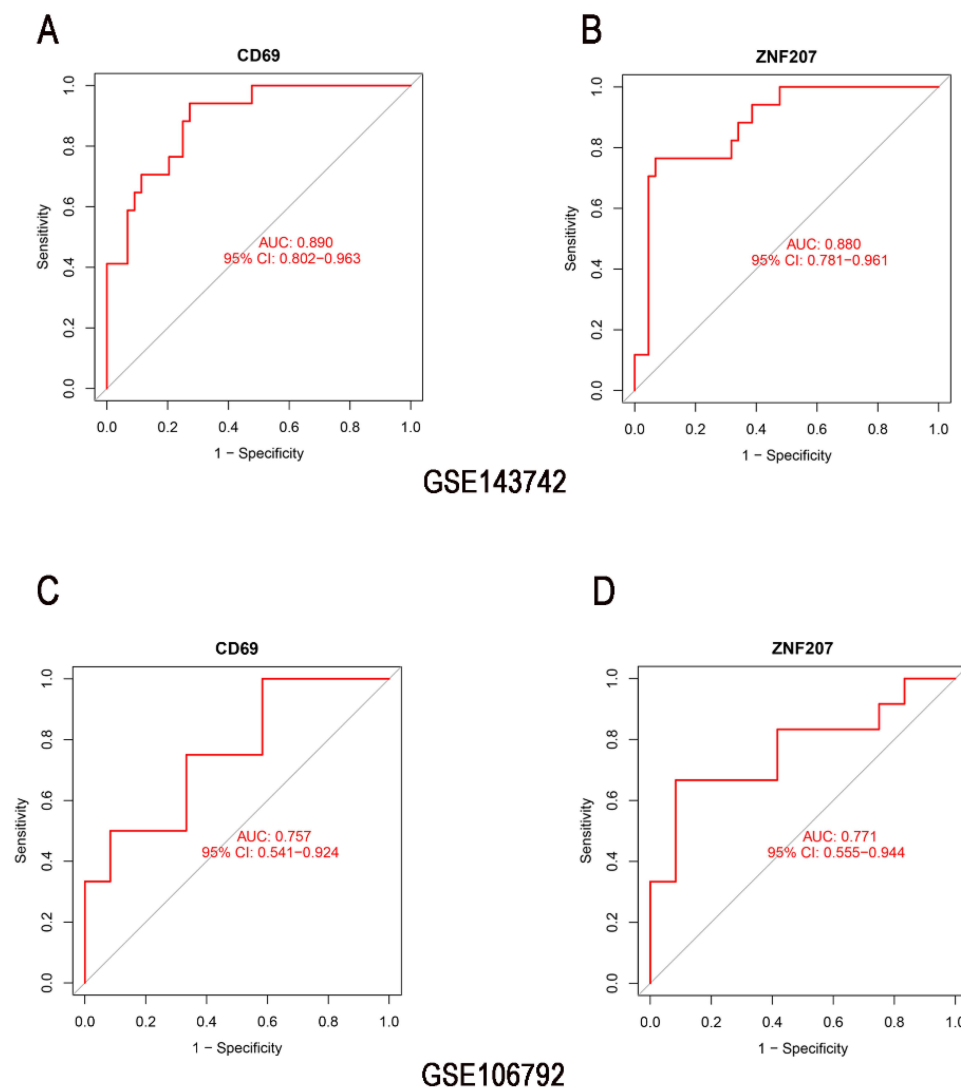 A
CD69
Sensitivity
0.0 0.2 0.4 0.6 0.8 1.0
AUC: 0.890
95% CI: 0.802−0.963
0.0 0.2 0.4 0.6 0.8 1.0
1 − Specificity
B
ZNF207
Sensitivity
0.0 0.2 0.4 0.6 0.8 1.0
AUC: 0.880
95% CI: 0.781−0.961
0.0 0.2 0.4 0.6 0.8 1.0
1 − Specificity
GSE143742
C
CD69
Sensitivity
0.0 0.2 0.4 0.6 0.8 1.0
AUC: 0.757
95% CI: 0.541−0.924
0.0 0.2 0.4 0.6 0.8 1.0
1 − Specificity
D
ZNF207
Sensitivity
0.0 0.2 0.4 0.6 0.8 1.0
AUC: 0.771
95% CI: 0.555−0.944
0.0 0.2 0.4 0.6 0.8 1.0
1 − Specificity
GSE106792